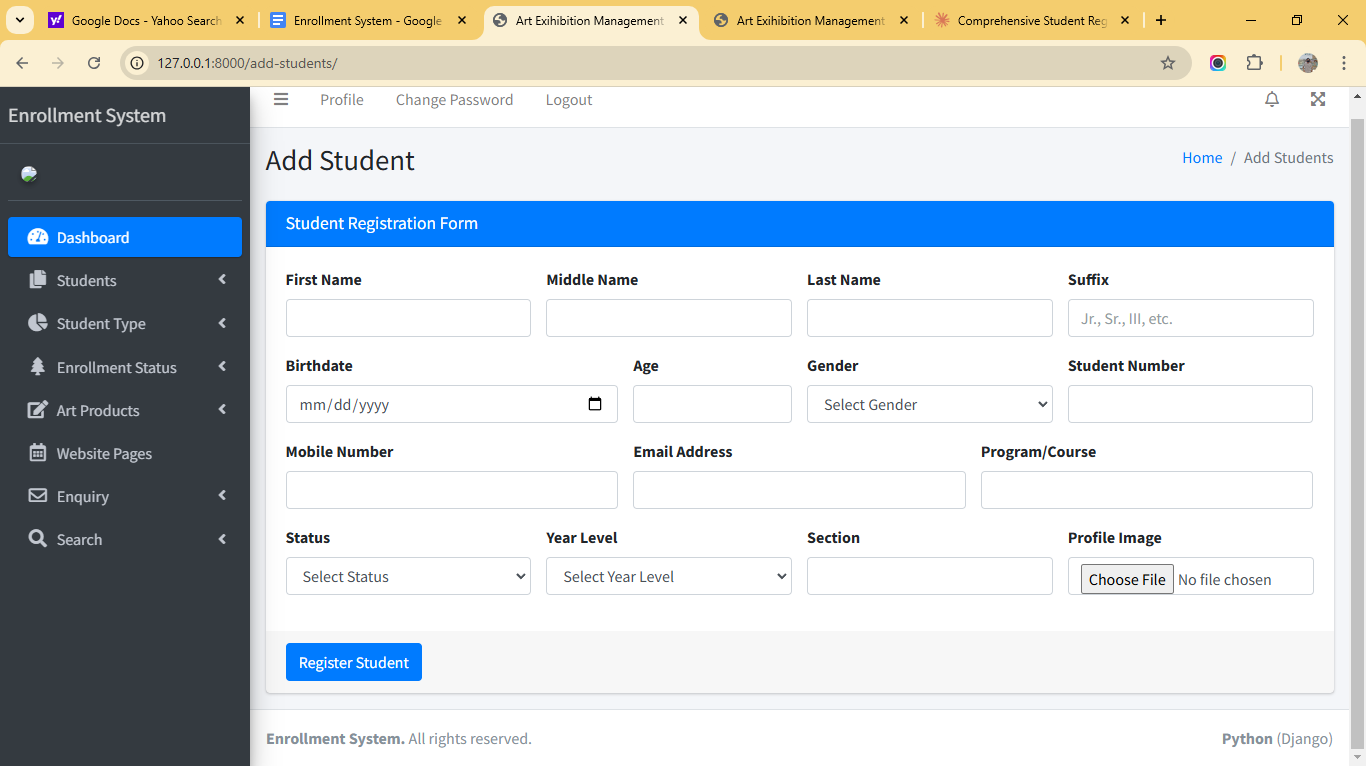 Google Docs - Yahoo Search
Enrollment System - Google
Art Exihibition Management
Art Exihibition Management
Comprehensive Student Reg
127.0.0.1:8000/add-students/
Enrollment System
Profile Change Password Logout
Add Student
Home / Add Students
Dashboard
Students
Student Type
Enrollment Status
Art Products
Website Pages
Enquiry
Search
Student Registration Form
First Name Middle Name Last Name Suffix
Jr., Sr., III, etc.
Birthdate Age Gender Student Number
mm/dd/yyyy Select Gender
Mobile Number Email Address Program/Course
Status Year Level Section Profile Image
Select Status Select Year Level Choose File No file chosen
Register Student
Enrollment System. All rights reserved.
Python (Django)